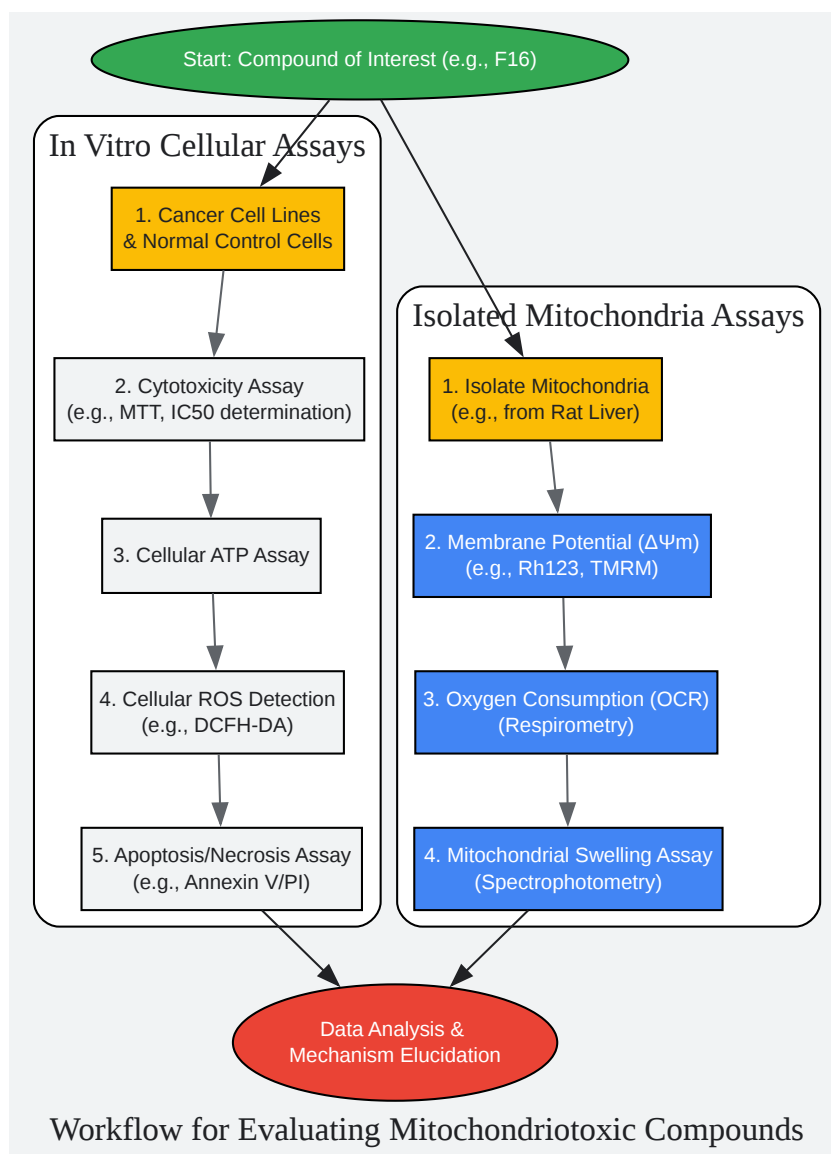 Start: Compound of Interest (e.g., F16)
In Vitro Cellular Assays
1. Cancer Cell Lines
& Normal Control Cells
2. Cytotoxicity Assay
(e.g., MTT, IC50 determination)
3. Cellular ATP Assay
4. Cellular ROS Detection
(e.g., DCFH-DA)
5. Apoptosis/Necrosis Assay
(e.g., Annexin V/PI)
Isolated Mitochondria Assays
1. Isolate Mitochondria
(e.g., from Rat Liver)
2. Membrane Potential (ΔΨm)
(e.g., Rh123, TMRM)
3. Oxygen Consumption (OCR)
(Respirometry)
4. Mitochondrial Swelling Assay
(Spectrophotometry)
Data Analysis &
Mechanism Elucidation
Workflow for Evaluating Mitochondriotoxic Compounds